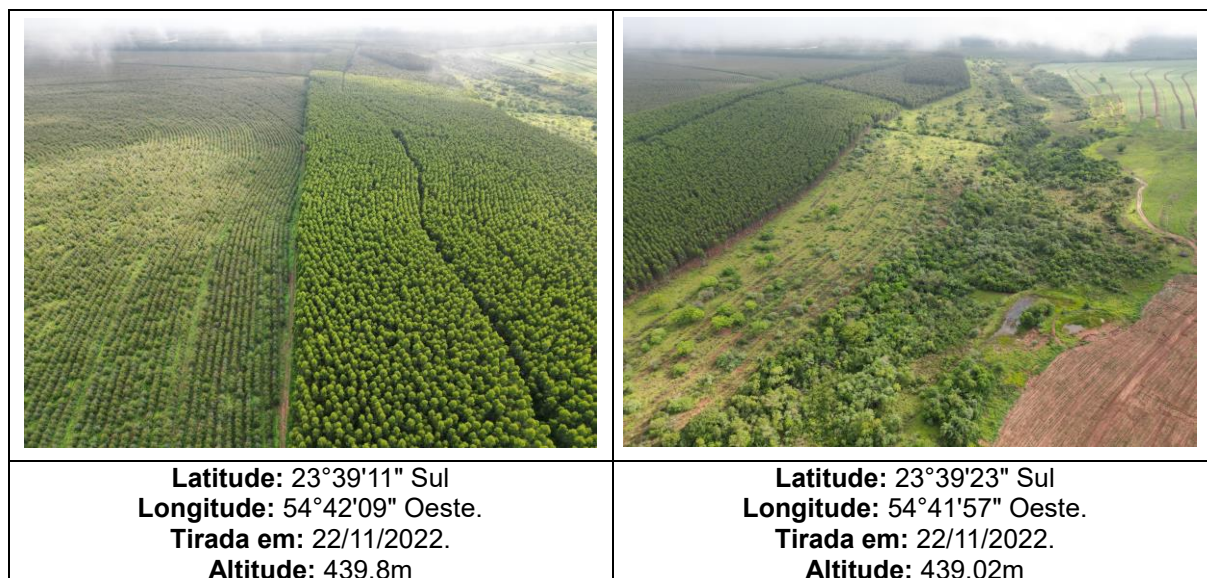 Latitude: 23°39'11" Sul
Longitude: 54°42'09" Oeste.
Tirada em: 22/11/2022.
Altitude: 439.8m
Latitude: 23°39'23" Sul
Longitude: 54°41'57" Oeste.
Tirada em: 22/11/2022.
Altitude: 439.02m